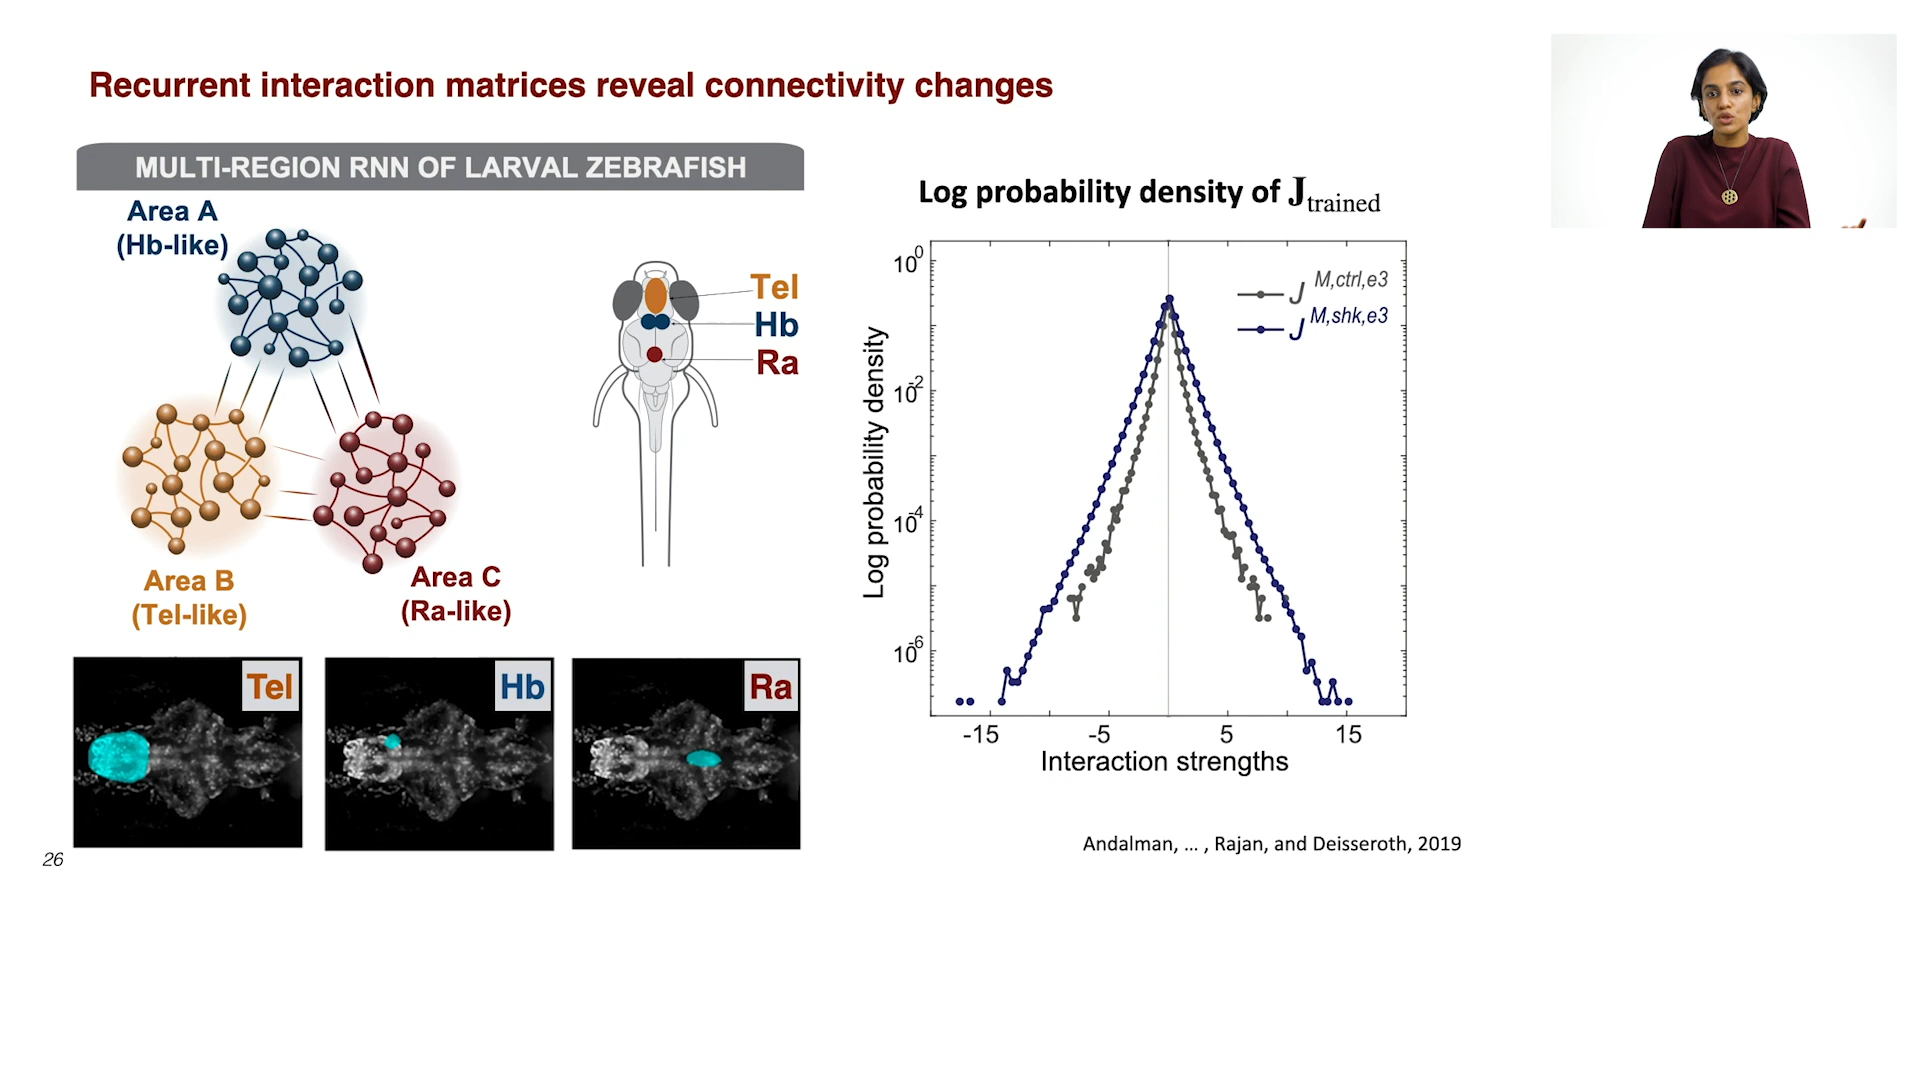 Recurrent interaction matrices reveal connectivity changes
MULTI-REGION RNN OF LARVAL ZEBRAFISH
Area A
(Hb-like)
Tel
Hb
Ra
Area B
(Tel-like)
Area C
(Ra-like)
Tel
Hb
Ra
26
Log probability density of J trained
J M,ctrl,e3
J M,shk,e3
Log probability density
10^0
10^-2
10^-4
10^-6
-15 -5 5 15
Interaction strengths
Andalman, ... , Rajan, and Deisseroth, 2019